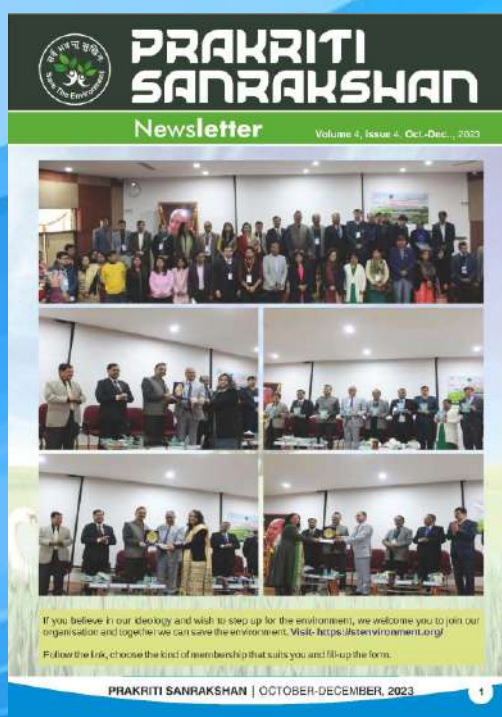 Save The Environment
PRAKRITI
SANRAKSHAN
Newsletter
Volume 4, Issue 4, Oct.-Dec.., 2023
If you believe in our ideology and wish to step up for the environment, we welcome you to join our
organisation and together we can save the environment. Visit- https://stenvironment.org/
Follow the link, choose the kind of membership that suits you and fill-up the form.
PRAKRITI SANRAKSHAN | OCTOBER-DECEMBER, 2023
1